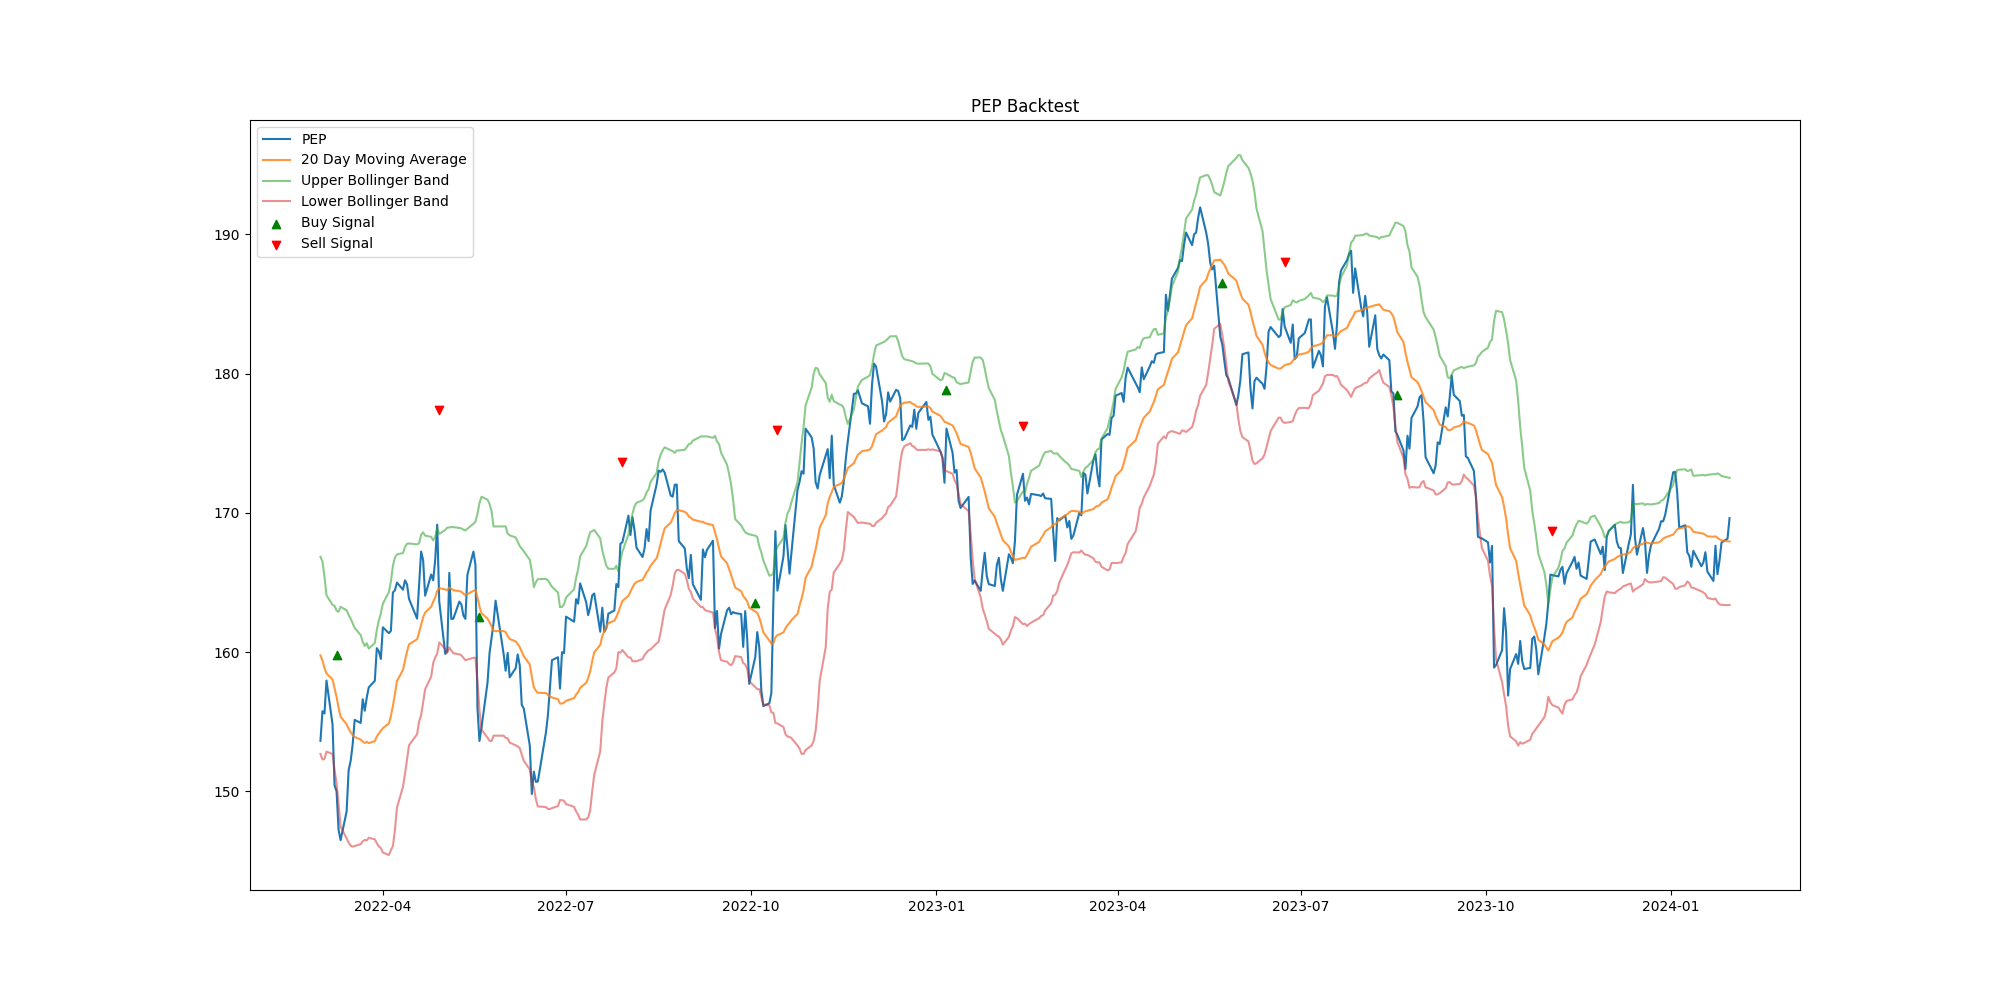 PEP Backtest
PEP
20 Day Moving Average
Upper Bollinger Band
Lower Bollinger Band
Buy Signal
Sell Signal
190
180
170
160
150
2022-04
2022-07
2022-10
2023-01
2023-04
2023-07
2023-10
2024-01